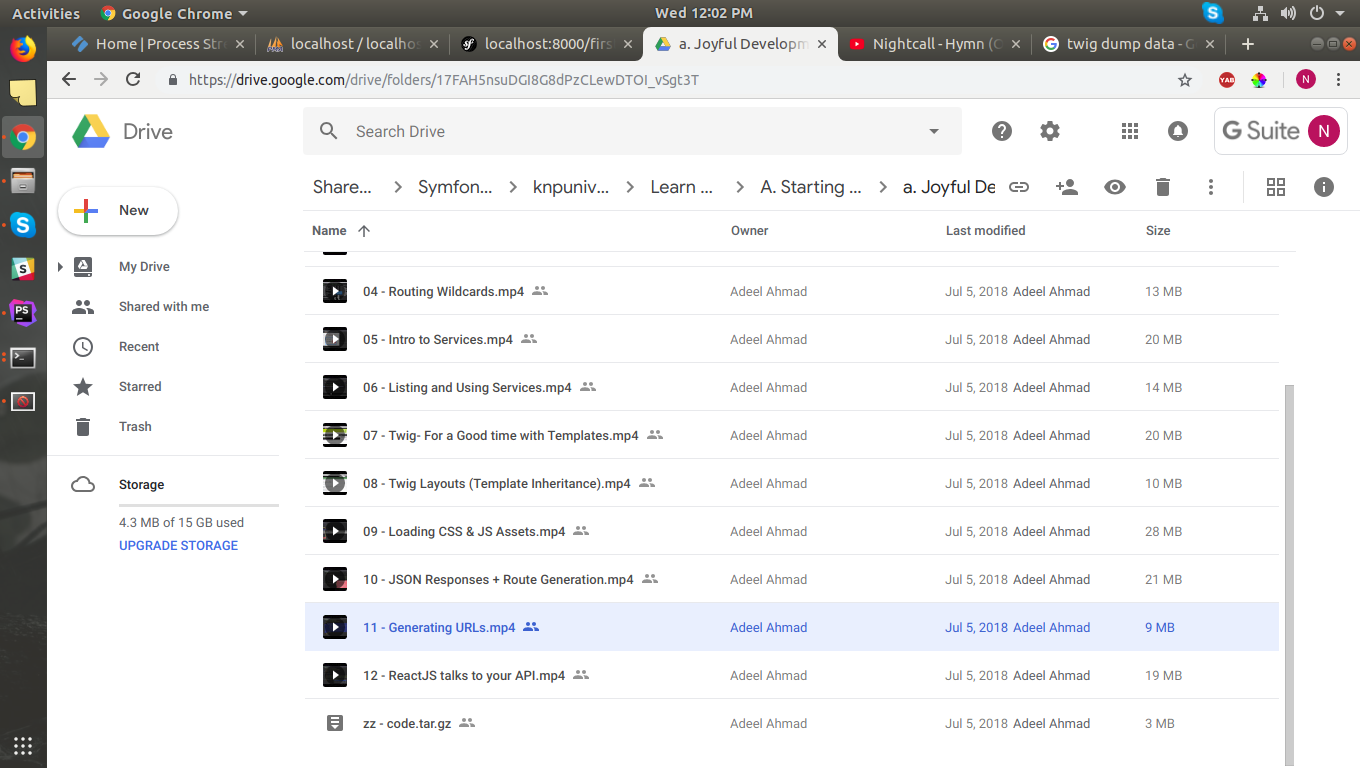 Activities Google Chrome Wed 12:02 PM
Home | Process Str localhost / localhos localhost:8000/firs a. Joyful Developm Nightcall - Hymn (C twig dump data - G
https://drive.google.com/drive/folders/17FAH5nsuDGI8G8dPzCLewDTOI_vSgt3T YAB N
Drive Search Drive G Suite N
Share... Symfon... knpuniv... Learn ... A. Starting ... a. Joyful De
New
Name Owner Last modified Size
My Drive
Shared with me
Recent
Starred
Trash
Storage
4.3 MB of 15 GB used
UPGRADE STORAGE
04 - Routing Wildcards.mp4 Adeel Ahmad Jul 5, 2018 Adeel Ahmad 13 MB
05 - Intro to Services.mp4 Adeel Ahmad Jul 5, 2018 Adeel Ahmad 20 MB
06 - Listing and Using Services.mp4 Adeel Ahmad Jul 5, 2018 Adeel Ahmad 14 MB
07 - Twig- For a Good time with Templates.mp4 Adeel Ahmad Jul 5, 2018 Adeel Ahmad 20 MB
08 - Twig Layouts (Template Inheritance).mp4 Adeel Ahmad Jul 5, 2018 Adeel Ahmad 10 MB
09 - Loading CSS & JS Assets.mp4 Adeel Ahmad Jul 5, 2018 Adeel Ahmad 28 MB
10 - JSON Responses + Route Generation.mp4 Adeel Ahmad Jul 5, 2018 Adeel Ahmad 21 MB
11 - Generating URLs.mp4 Adeel Ahmad Jul 5, 2018 Adeel Ahmad 9 MB
12 - ReactJS talks to your API.mp4 Adeel Ahmad Jul 5, 2018 Adeel Ahmad 19 MB
zz - code.tar.gz Adeel Ahmad Jul 5, 2018 Adeel Ahmad 3 MB